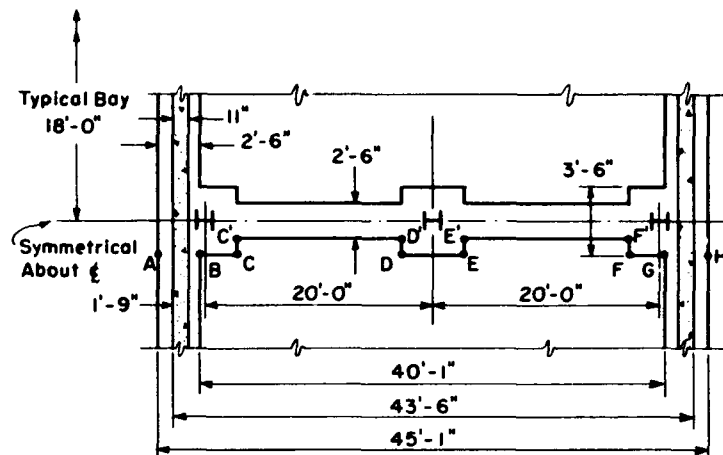 Typical Bay
18'-0"
11"
2'-6"
2'-6"
3'-6"
Symmetrical
About ℄
A
B
C'
C
D'
D
E'
E
F'
F
G
H
1'-9"
20'-0"
20'-0"
40'-1"
43'-6"
45'-1"